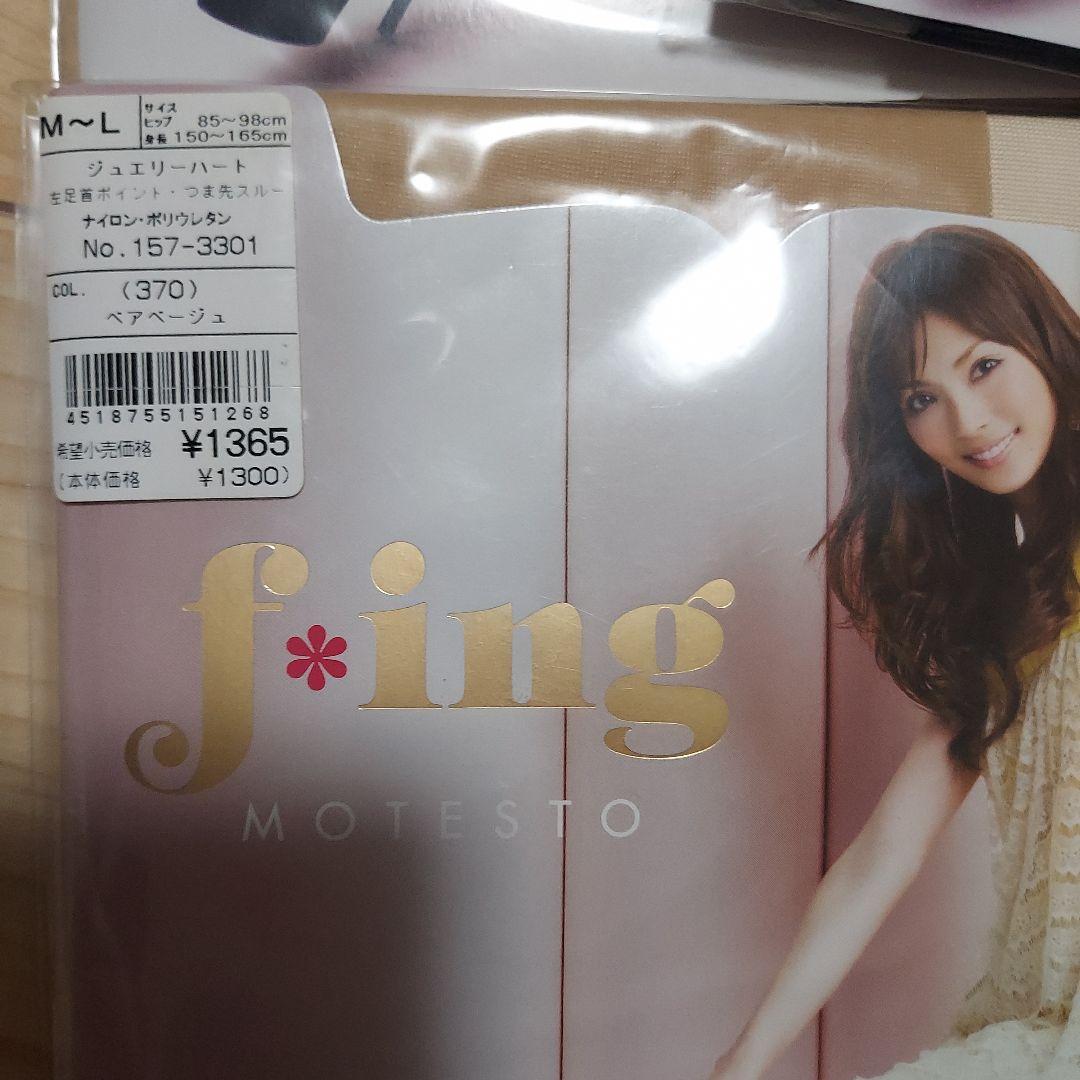 M～L
サイズ
ヒップ 85～98cm
身長 150～165cm
ジュエリーハート
左足首ポイント・つま先スルー
ナイロン・ポリウレタン
No.157-3301
COL. (370)
ベアベージュ
4518755151268
希望小売価格 ¥1365
(本体価格 ¥1300)
f*ing
MOTESTO